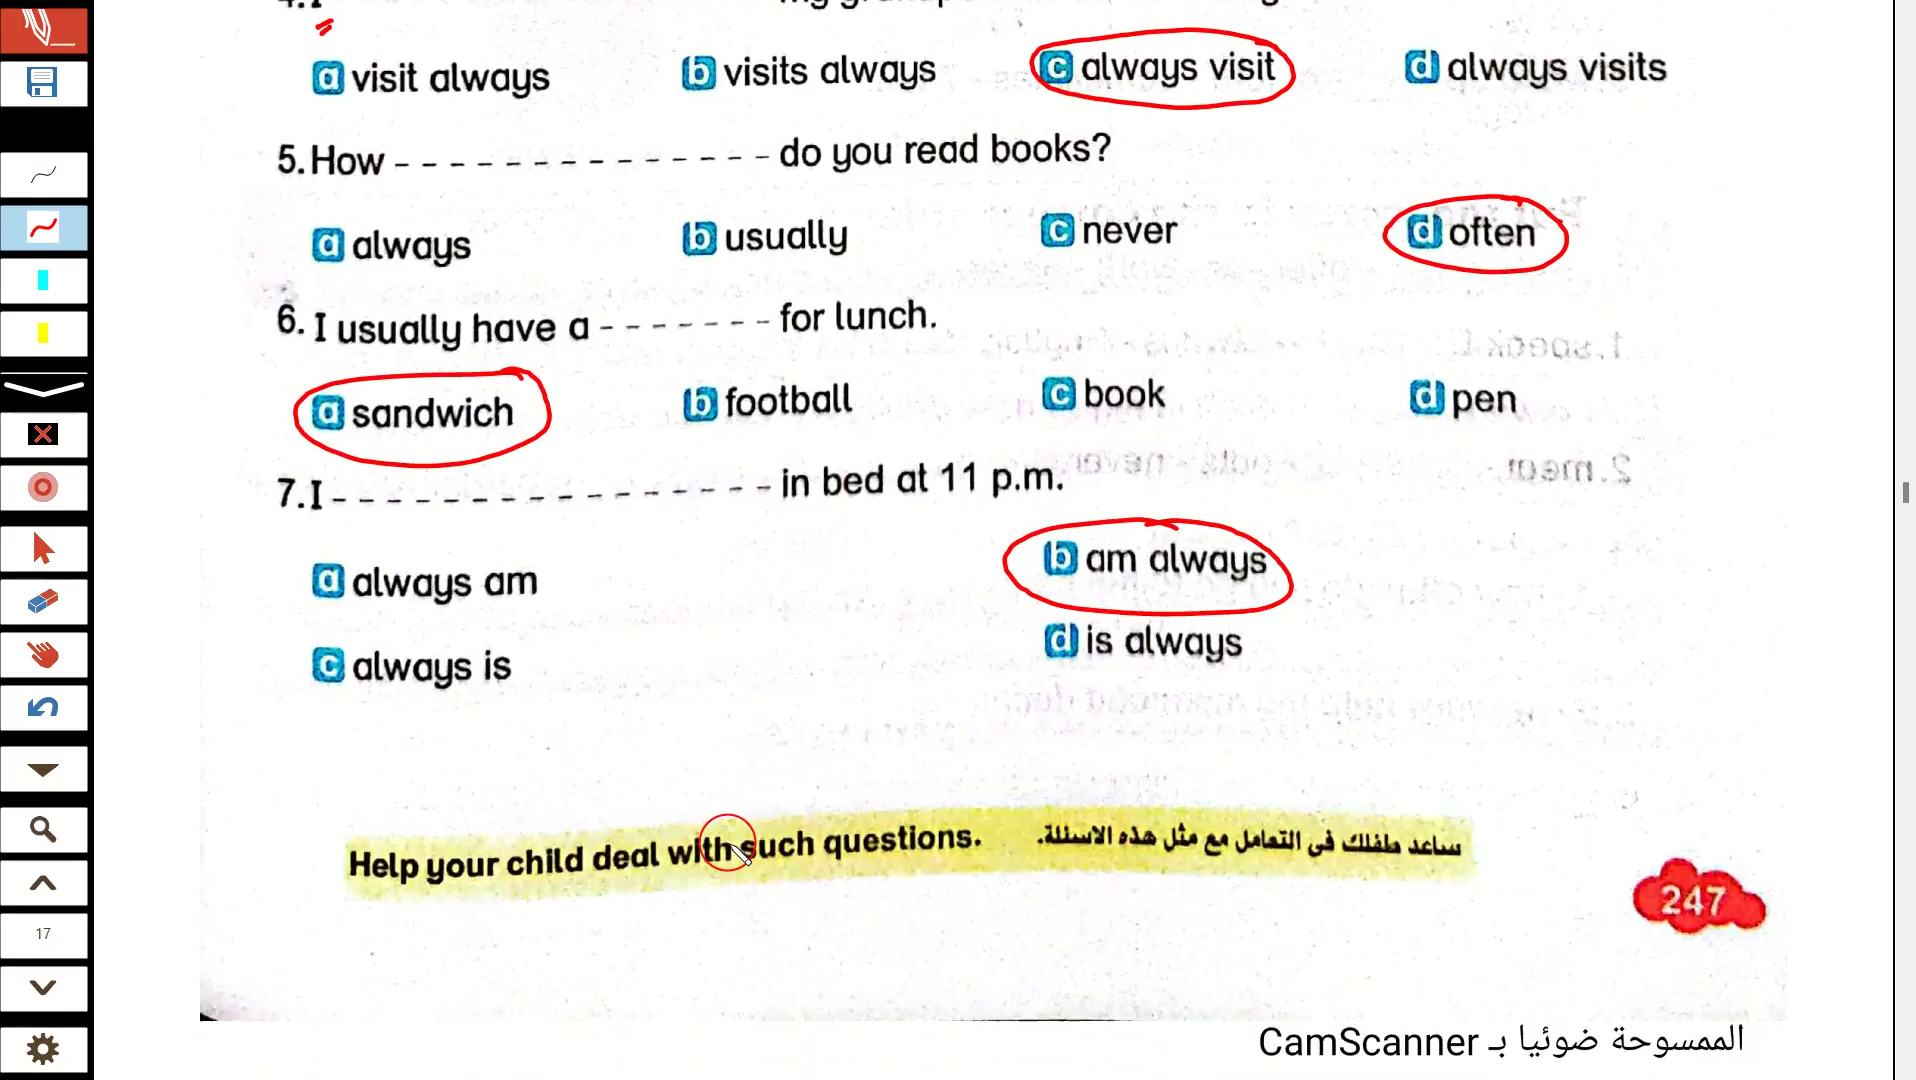 a visit always b visits always c always visit d always visits
5. How - - - - - - - - - - - - - - do you read books?
a always b usually c never d often
6. I usually have a - - - - - - - for lunch.
a sandwich b football c book d pen
7. I - - - - - - - - - - - - - - - - in bed at 11 p.m.
a always am b am always
c always is d is always
Help your child deal with such questions. ساعد طفلك فى التعامل مع مثل هذه الاسئلة.
247
17
الممسوحة ضوئيا بـ CamScanner